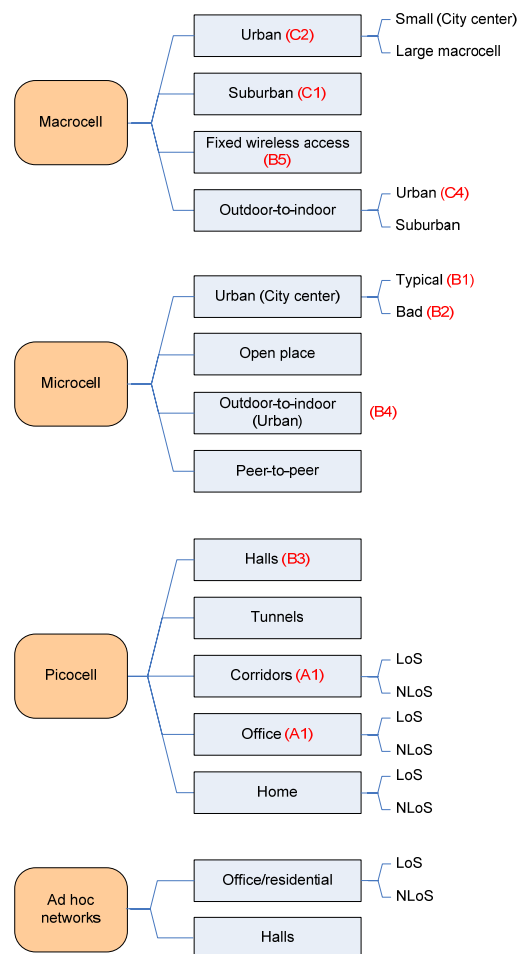 Macrocell
Urban (C2)
Small (City center)
Large macrocell
Suburban (C1)
Fixed wireless access
(B5)
Outdoor-to-indoor
Urban (C4)
Suburban
Microcell
Urban (City center)
Typical (B1)
Bad (B2)
Open place
Outdoor-to-indoor
(Urban)
(B4)
Peer-to-peer
Picocell
Halls (B3)
Tunnels
Corridors (A1)
LoS
NLoS
Office (A1)
LoS
NLoS
Home
LoS
NLoS
Ad hoc
networks
Office/residential
LoS
NLoS
Halls